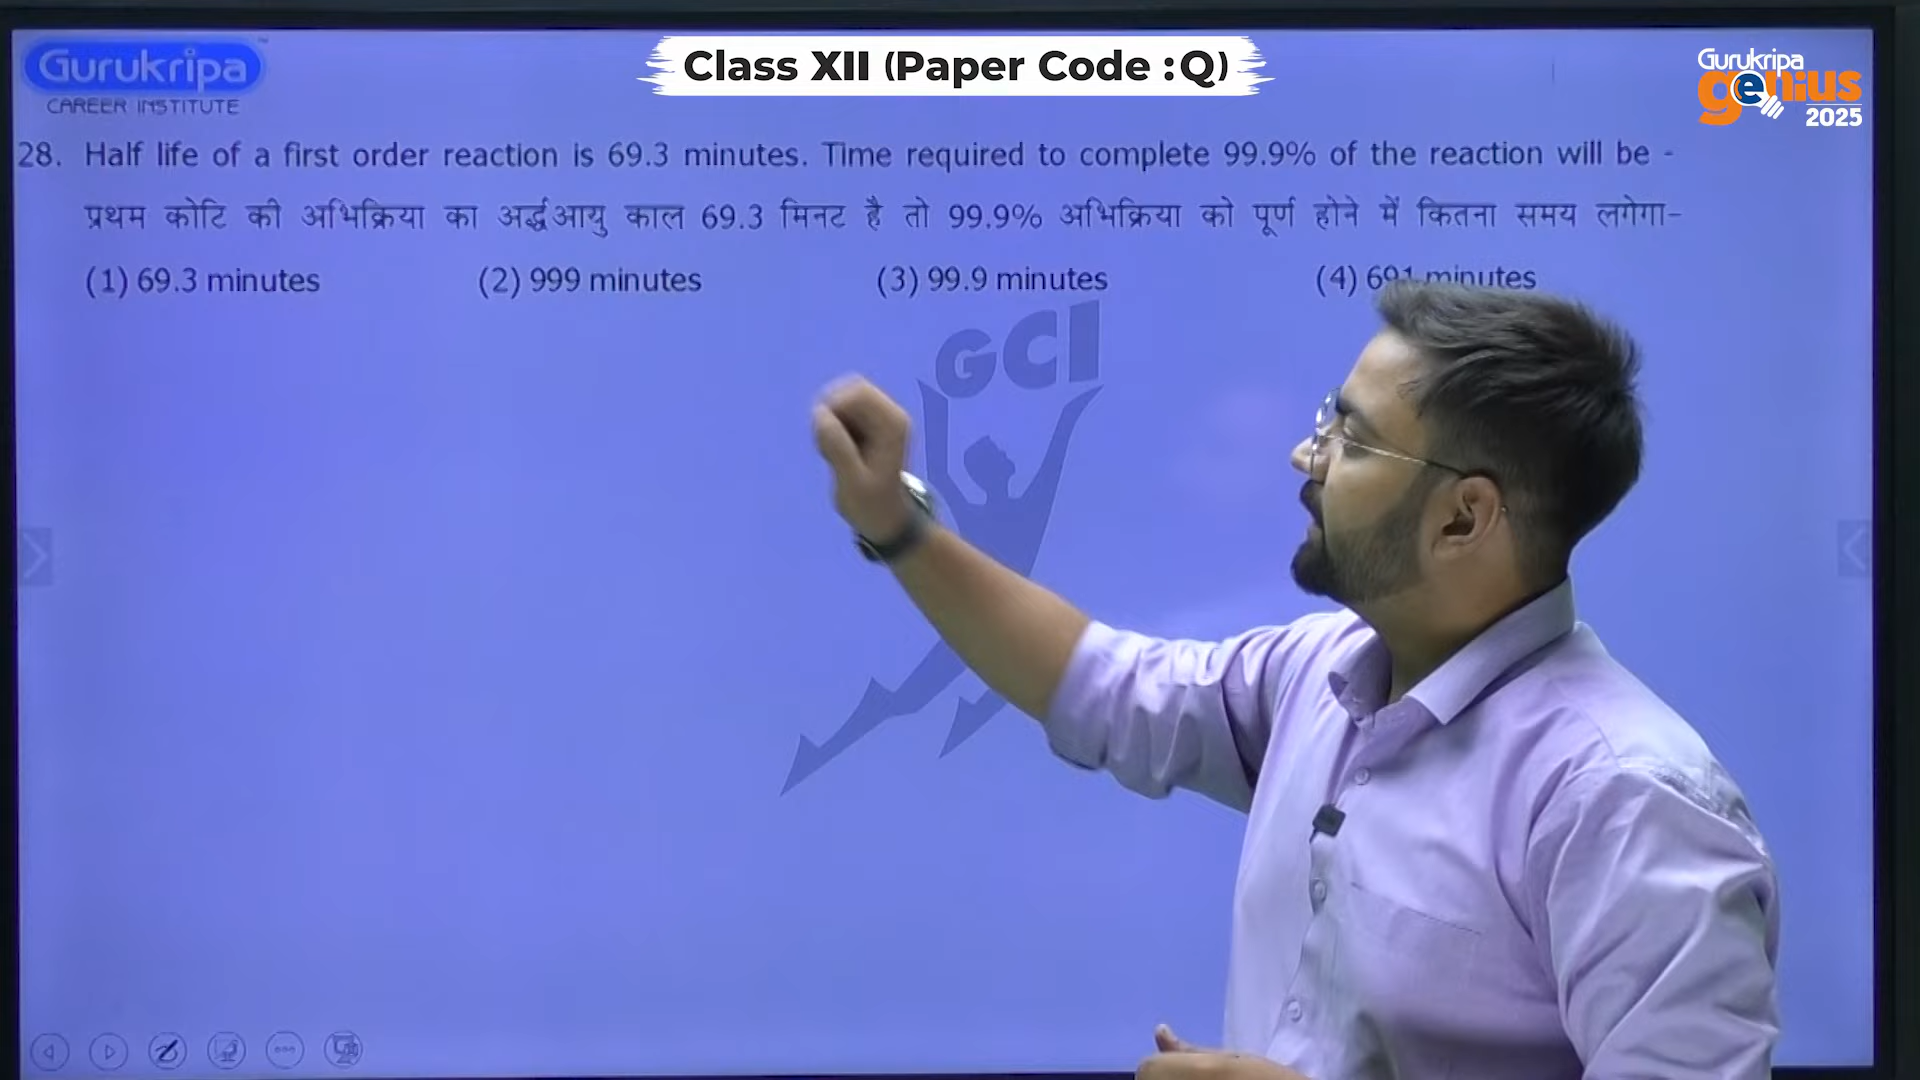 Gurukripa
CAREER INSTITUTE
Class XII (Paper Code :Q)
Gurukripa
genius
2025
28. Half life of a first order reaction is 69.3 minutes. Time required to complete 99.9% of the reaction will be -
प्रथम कोटि की अभिक्रिया का अर्द्धआयु काल 69.3 मिनट है तो 99.9% अभिक्रिया को पूर्ण होने में कितना समय लगेगा-
(1) 69.3 minutes (2) 999 minutes (3) 99.9 minutes (4) 691 minutes
GCI